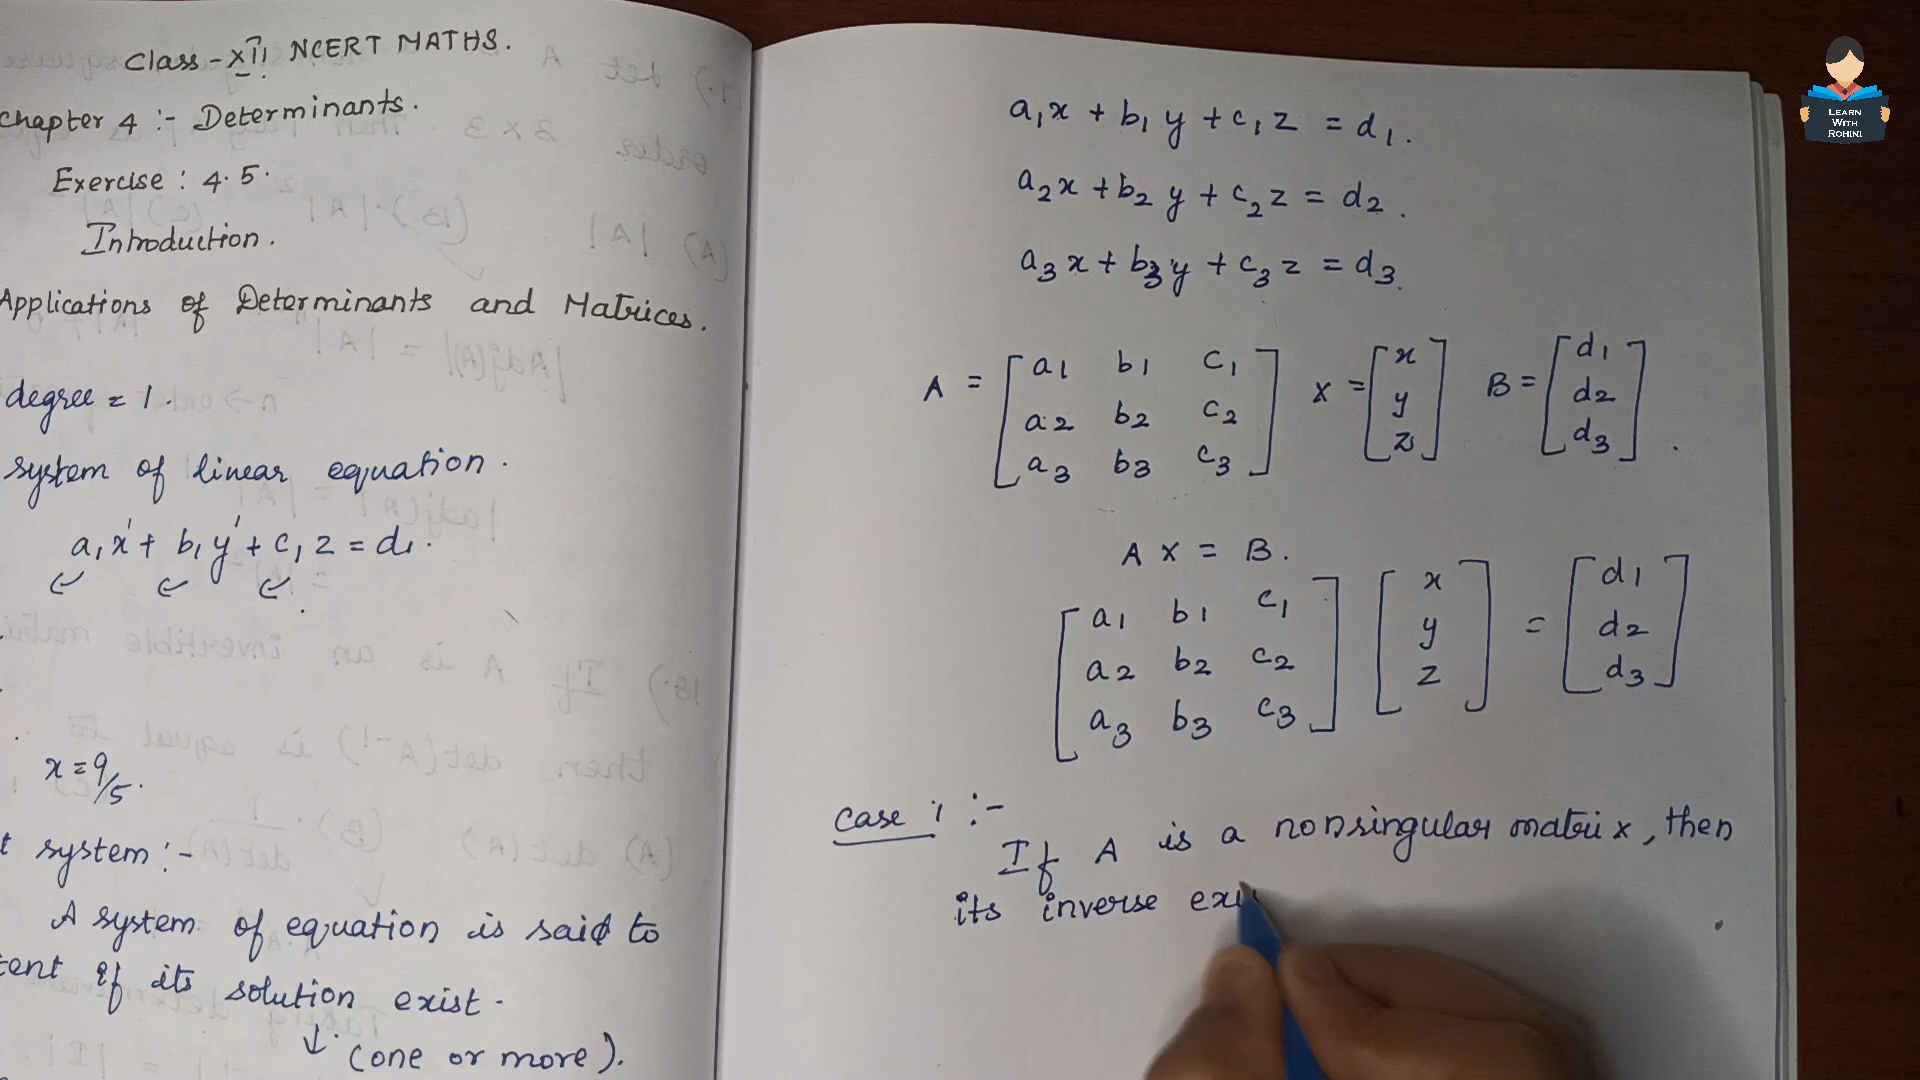 Class - XII NCERT MATHS.
Chapter 4 :- Determinants.
Exercise : 4.5.
Introduction.
Applications of Determinants and Matrices.
degree = 1.
system of linear equation.
a₁x¹ + b₁y¹ + c₁z = d₁.
x = 9/5.
system :-
A system of equation is said to
if its solution exist.
↓ (one or more).
a₁x + b₁y + c₁z = d₁.
a₂x + b₂y + c₂z = d₂.
a₃x + b₃y + c₃z = d₃.
A = [a₁ b₁ c₁ X = [x B = [d₁
a₂ b₂ c₂ y d₂
a₃ b₃ c₃] z] d₃].
A X = B.
[a₁ b₁ c₁ [x = [d₁
a₂ b₂ c₂ y d₂
a₃ b₃ c₃] z] d₃]
Case 1 :-
If A is a nonsingular matrix, then
its inverse exi
LEARN
WITH
ROHINI